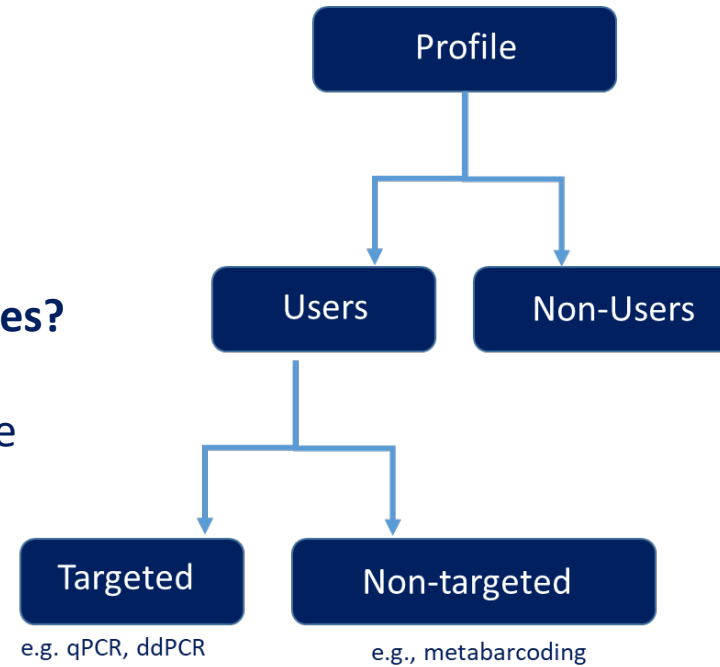 Profile
Users
Non-Users
es?
e
Targeted
Non-targeted
e.g. qPCR, ddPCR
e.g., metabarcoding